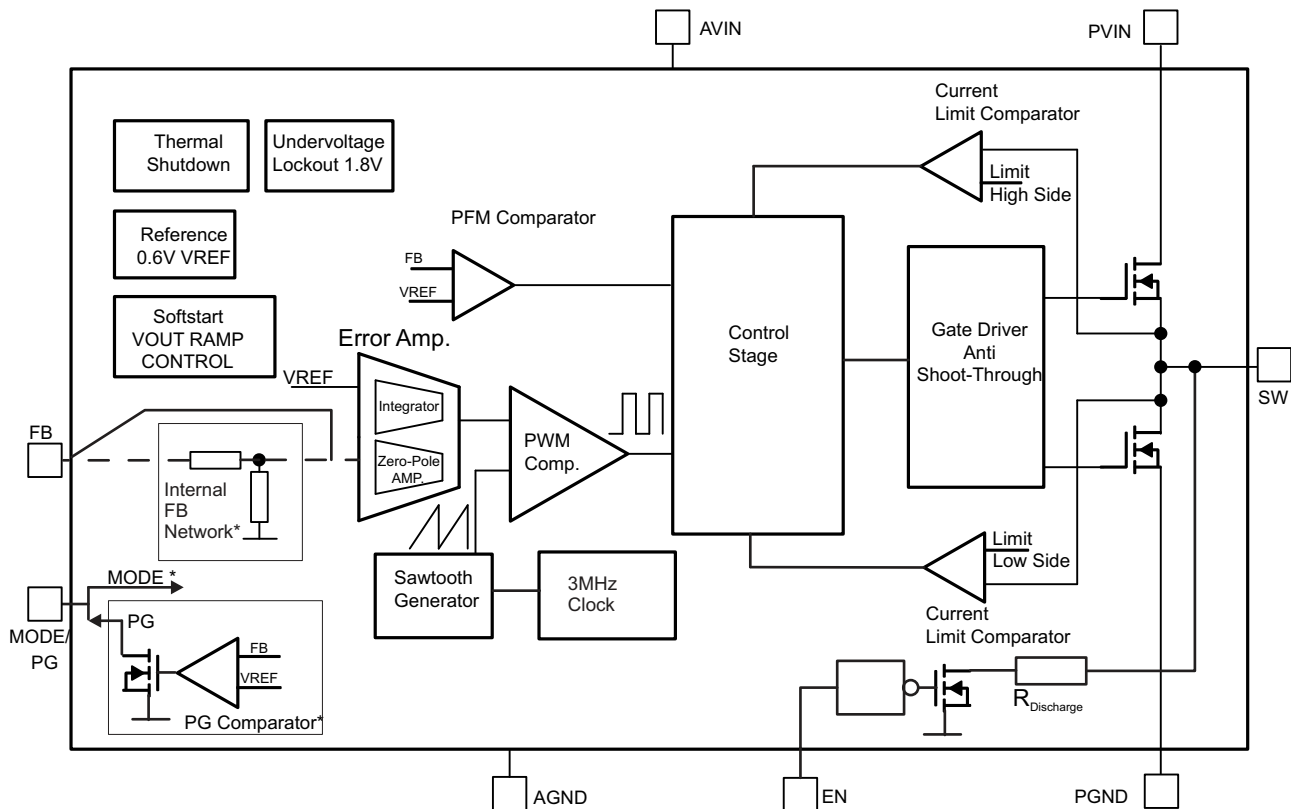 AVIN
PVIN
Current
Limit Comparator
Thermal
Shutdown
Undervoltage
Lockout 1.8V
Limit
High Side
PFM Comparator
Reference
0.6V VREF
FB
VREF
Softstart
VOUT RAMP
CONTROL
Error Amp.
Control
Stage
Gate Driver
Anti
Shoot-Through
VREF
Integrator
SW
FB
PWM
Comp.
Zero-Pole
AMP.
Internal
FB
Network*
Limit
Low Side
MODE *
Sawtooth
Generator
3MHz
Clock
PG
MODE/
PG
Current
Limit Comparator
FB
VREF
PG Comparator*
RDischarge
AGND
EN
PGND